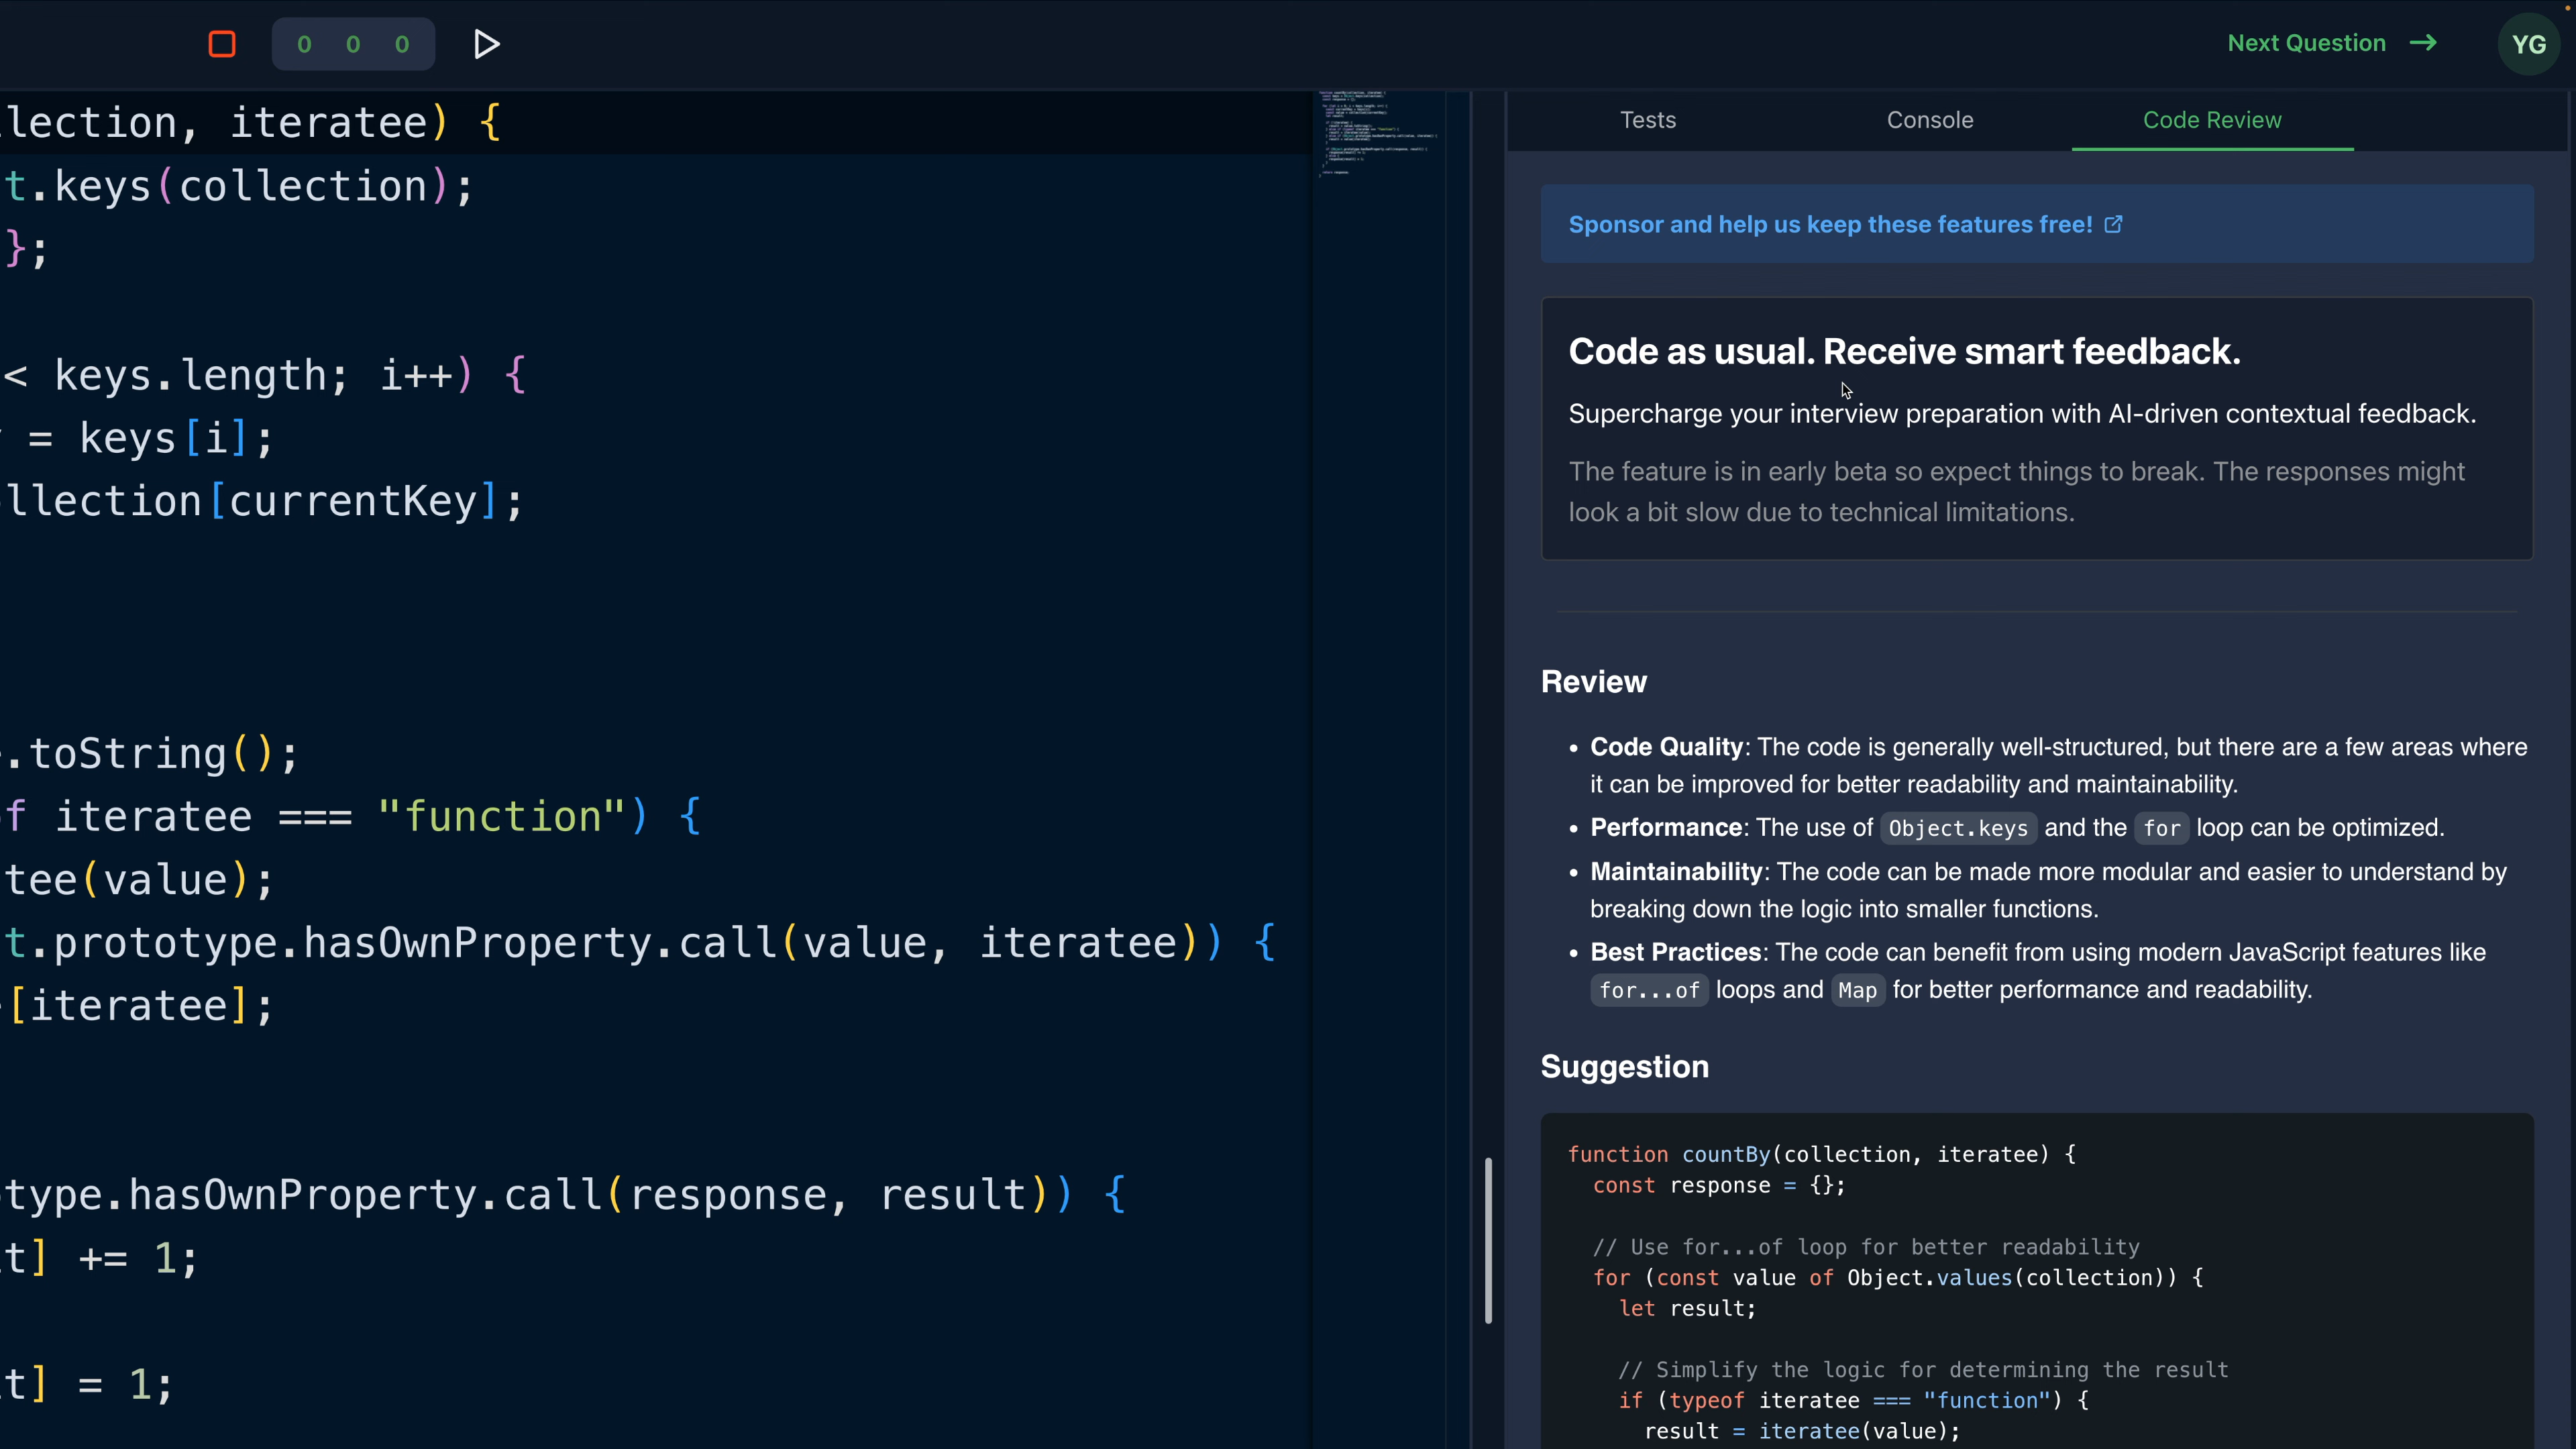 0 0 0
Next Question →
YG
llection, iteratee) {
t.keys(collection);
};
< keys.length; i++) {
= keys[i];
ollection[currentKey];
.toString();
f iteratee === "function") {
tee(value);
t.prototype.hasOwnProperty.call(value, iteratee)) {
[iteratee];
type.hasOwnProperty.call(response, result)) {
t] += 1;
t] = 1;
Tests
Console
Code Review
Sponsor and help us keep these features free!
Code as usual. Receive smart feedback.
Supercharge your interview preparation with AI-driven contextual feedback.
The feature is in early beta so expect things to break. The responses might
look a bit slow due to technical limitations.
Review
• Code Quality: The code is generally well-structured, but there are a few areas where
it can be improved for better readability and maintainability.
• Performance: The use of Object.keys and the for loop can be optimized.
• Maintainability: The code can be made more modular and easier to understand by
breaking down the logic into smaller functions.
• Best Practices: The code can benefit from using modern JavaScript features like
for...of loops and Map for better performance and readability.
Suggestion
function countBy(collection, iteratee) {
const response = {};
// Use for...of loop for better readability
for (const value of Object.values(collection)) {
let result;
// Simplify the logic for determining the result
if (typeof iteratee === "function") {
result = iteratee(value);